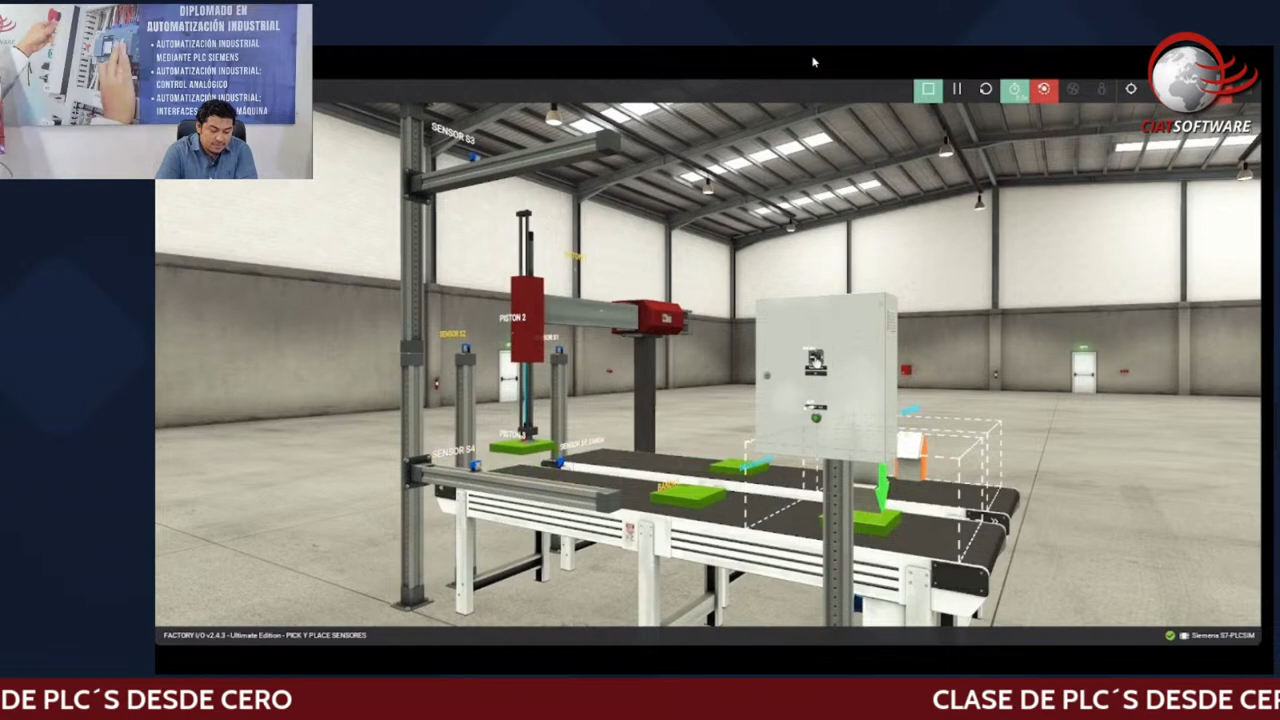 DIPLOMADO EN
AUTOMATIZACIÓN INDUSTRIAL
• AUTOMATIZACIÓN INDUSTRIAL
MEDIANTE PLC SIEMENS
• AUTOMATIZACIÓN INDUSTRIAL:
CONTROL ANALÓGICO
• AUTOMATIZACIÓN INDUSTRIAL:
CIATSOFTWARE
SENSOR S3
PISTON 2
SENSOR S2
SENSOR S4
FACTORY I/O v2.4.3 - Ultimate Edition - PICK Y PLACE SENSORES
Siemens S7-PLCSIM
DE PLC´S DESDE CERO
CLASE DE PLC´S DESDE CER